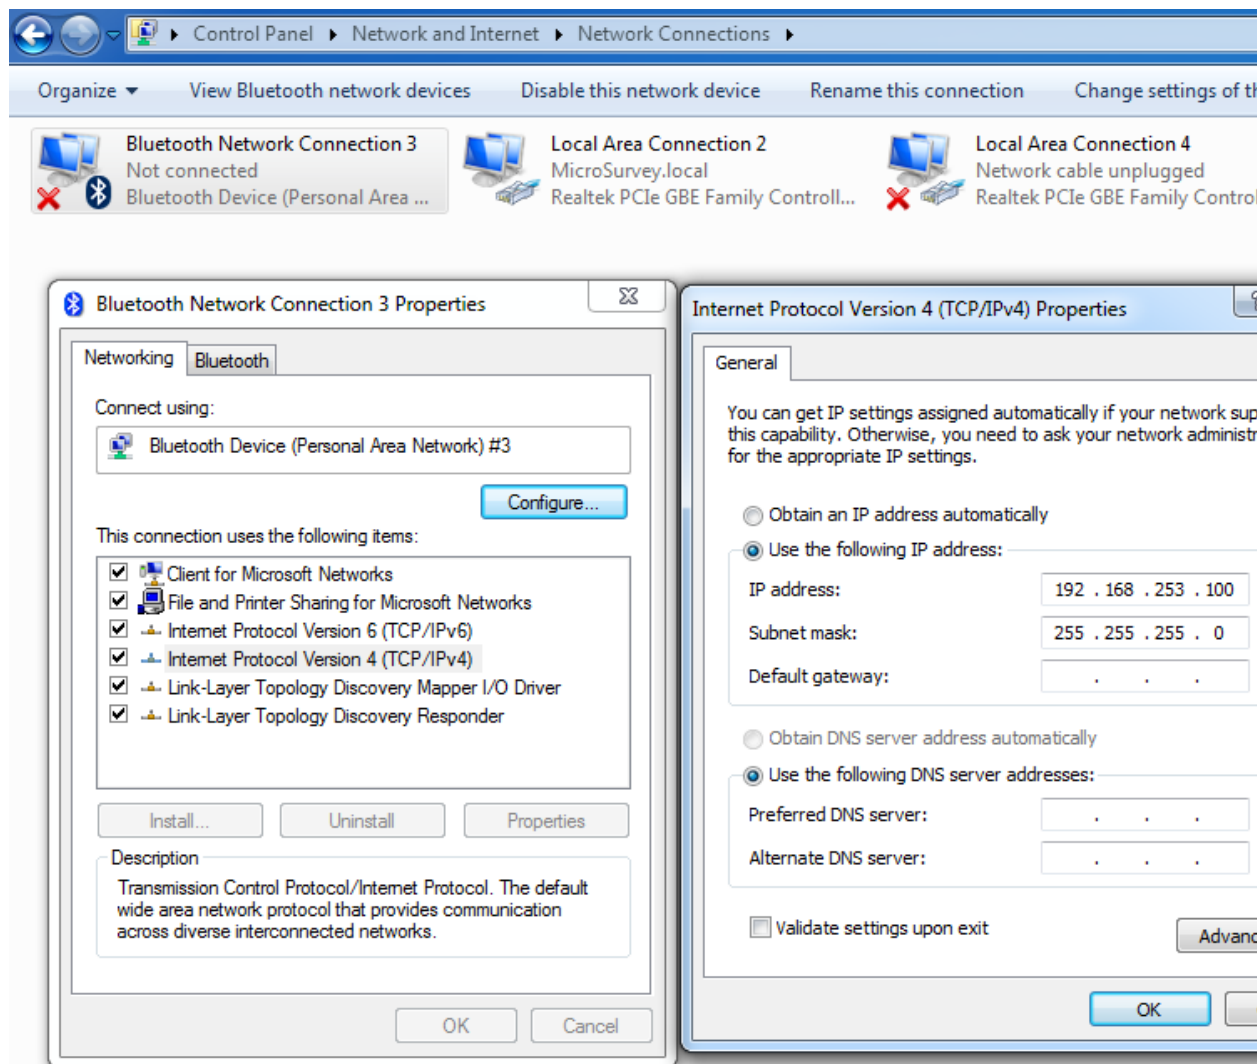 Control Panel Network and Internet Network Connections
Organize View Bluetooth network devices Disable this network device Rename this connection Change settings of th
Bluetooth Network Connection 3
Not connected
Bluetooth Device (Personal Area ...
Local Area Connection 2
MicroSurvey.local
Realtek PCIe GBE Family Controll...
Local Area Connection 4
Network cable unplugged
Realtek PCIe GBE Family Control
Bluetooth Network Connection 3 Properties
Networking Bluetooth
Connect using:
Bluetooth Device (Personal Area Network) #3
Configure...
This connection uses the following items:
Client for Microsoft Networks
File and Printer Sharing for Microsoft Networks
Internet Protocol Version 6 (TCP/IPv6)
Internet Protocol Version 4 (TCP/IPv4)
Link-Layer Topology Discovery Mapper I/O Driver
Link-Layer Topology Discovery Responder
Install... Uninstall Properties
Description
Transmission Control Protocol/Internet Protocol. The default
wide area network protocol that provides communication
across diverse interconnected networks.
OK Cancel
Internet Protocol Version 4 (TCP/IPv4) Properties
General
You can get IP settings assigned automatically if your network sup
this capability. Otherwise, you need to ask your network administr
for the appropriate IP settings.
Obtain an IP address automatically
Use the following IP address:
IP address: 192 . 168 . 253 . 100
Subnet mask: 255 . 255 . 255 . 0
Default gateway: . . .
Obtain DNS server address automatically
Use the following DNS server addresses:
Preferred DNS server: . . .
Alternate DNS server: . . .
Validate settings upon exit
Advanc
OK